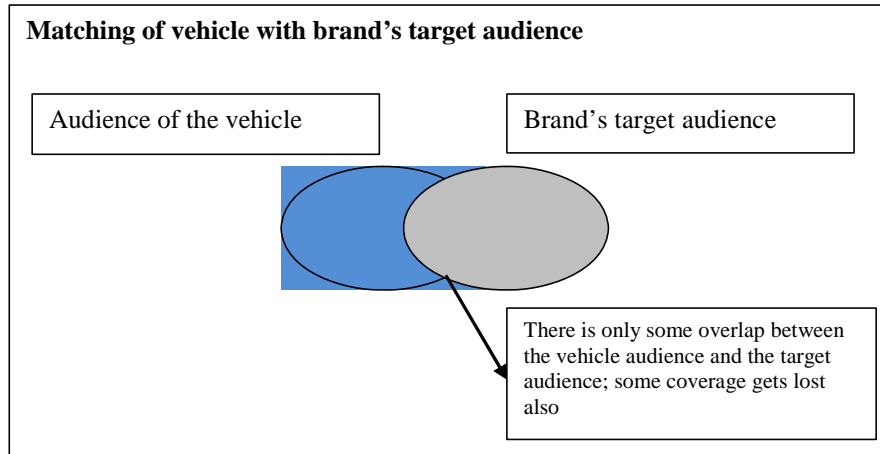 Matching of vehicle with brand's target audience
Audience of the vehicle
Brand's target audience
There is only some overlap between
the vehicle audience and the target
audience; some coverage gets lost
also